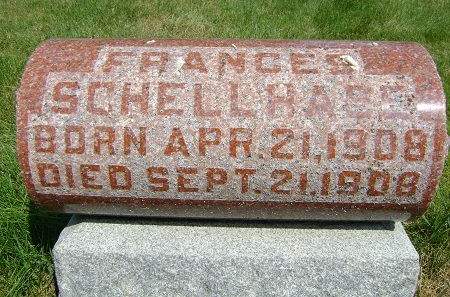 FRANCES
SCHELLHASE
BORN APR. 21, 1908
DIED SEPT. 21, 1908